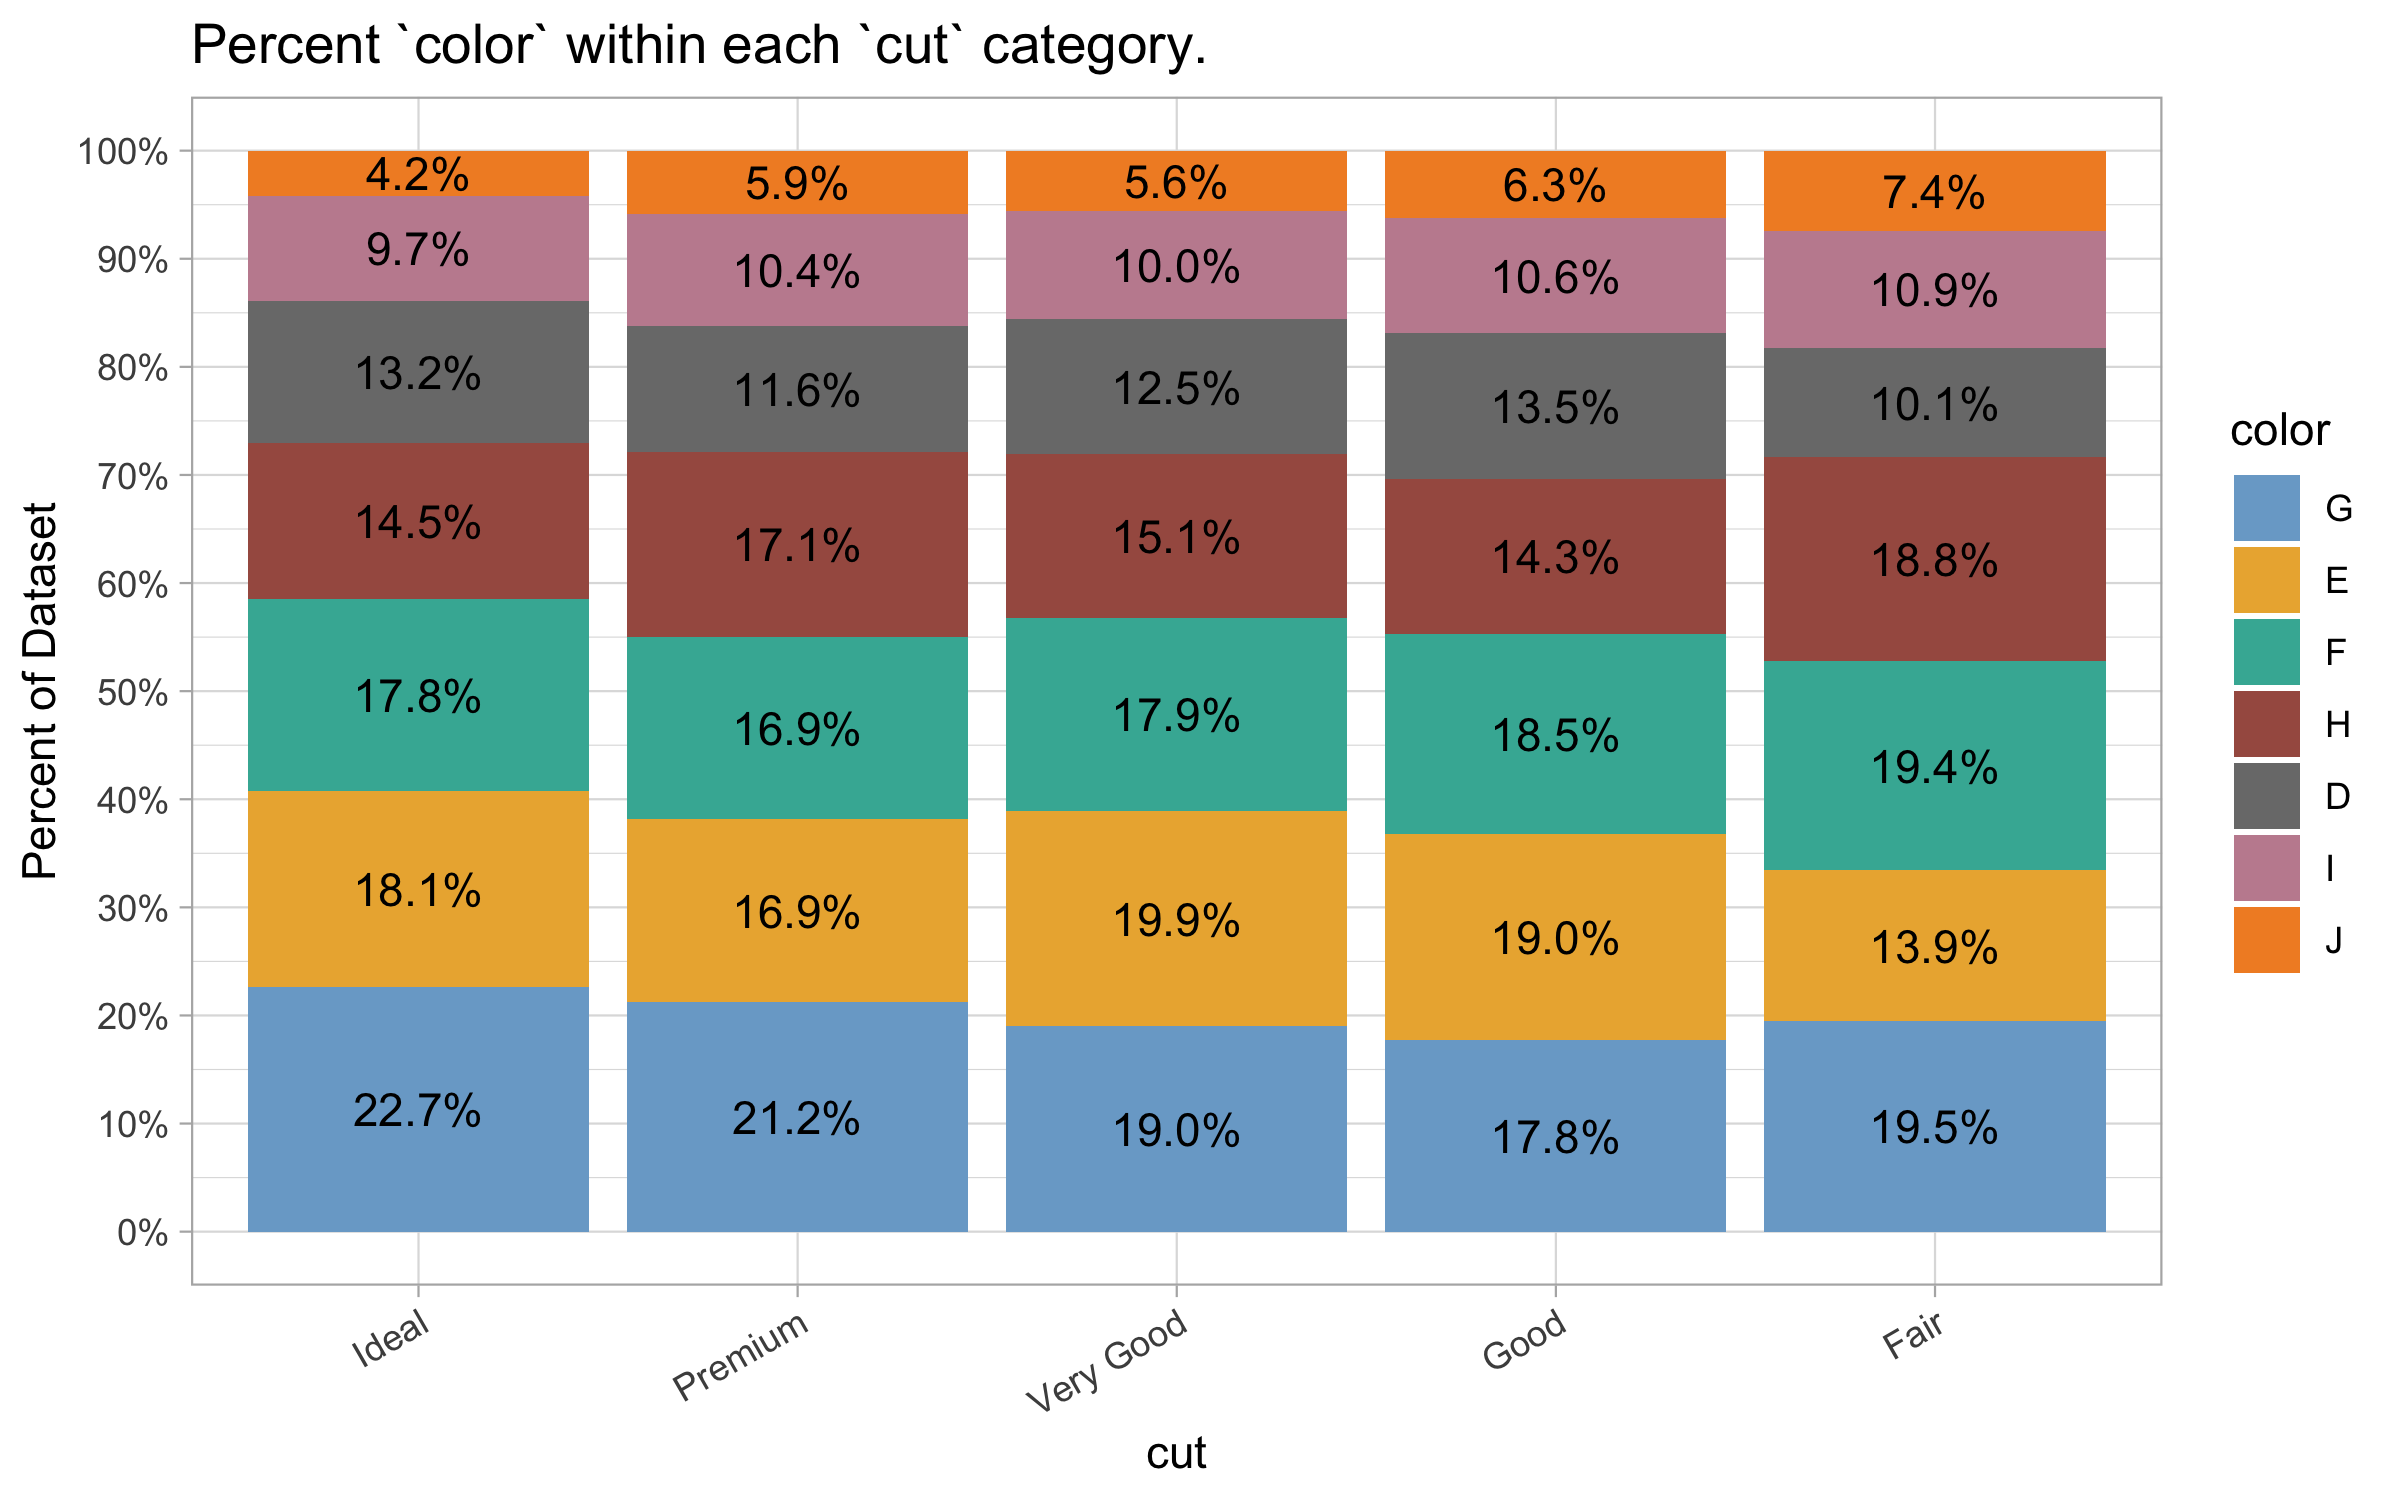 Percent `color` within each `cut` category.
Percent of Dataset
100%
90%
80%
70%
60%
50%
40%
30%
20%
10%
0%
4.2%
9.7%
13.2%
14.5%
17.8%
18.1%
22.7%
5.9%
10.4%
11.6%
17.1%
16.9%
16.9%
21.2%
5.6%
10.0%
12.5%
15.1%
17.9%
19.9%
19.0%
6.3%
10.6%
13.5%
14.3%
18.5%
19.0%
17.8%
7.4%
10.9%
10.1%
18.8%
19.4%
13.9%
19.5%
Ideal
Premium
Very Good
Good
Fair
cut
color
G
E
F
H
D
I
J